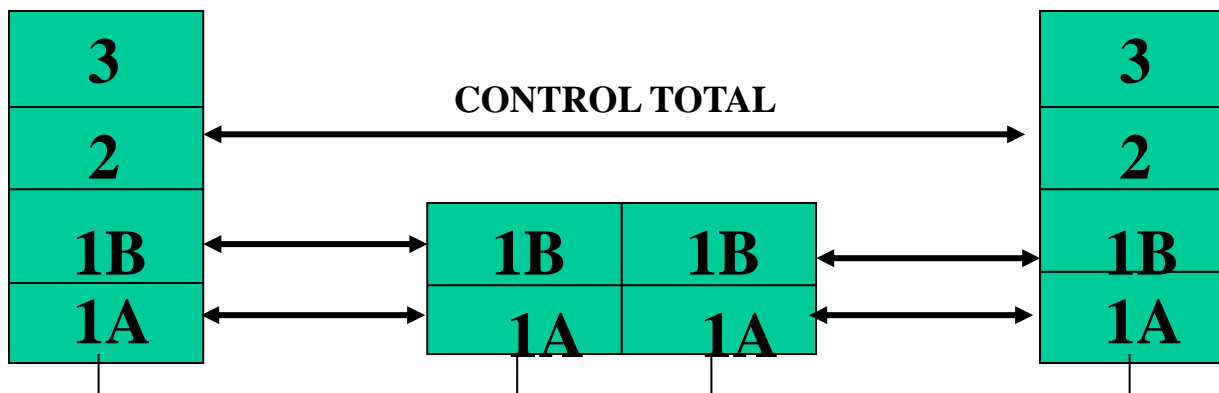 3 3
CONTROL TOTAL
2 2
1B 1B 1B 1B
1A 1A 1A 1A